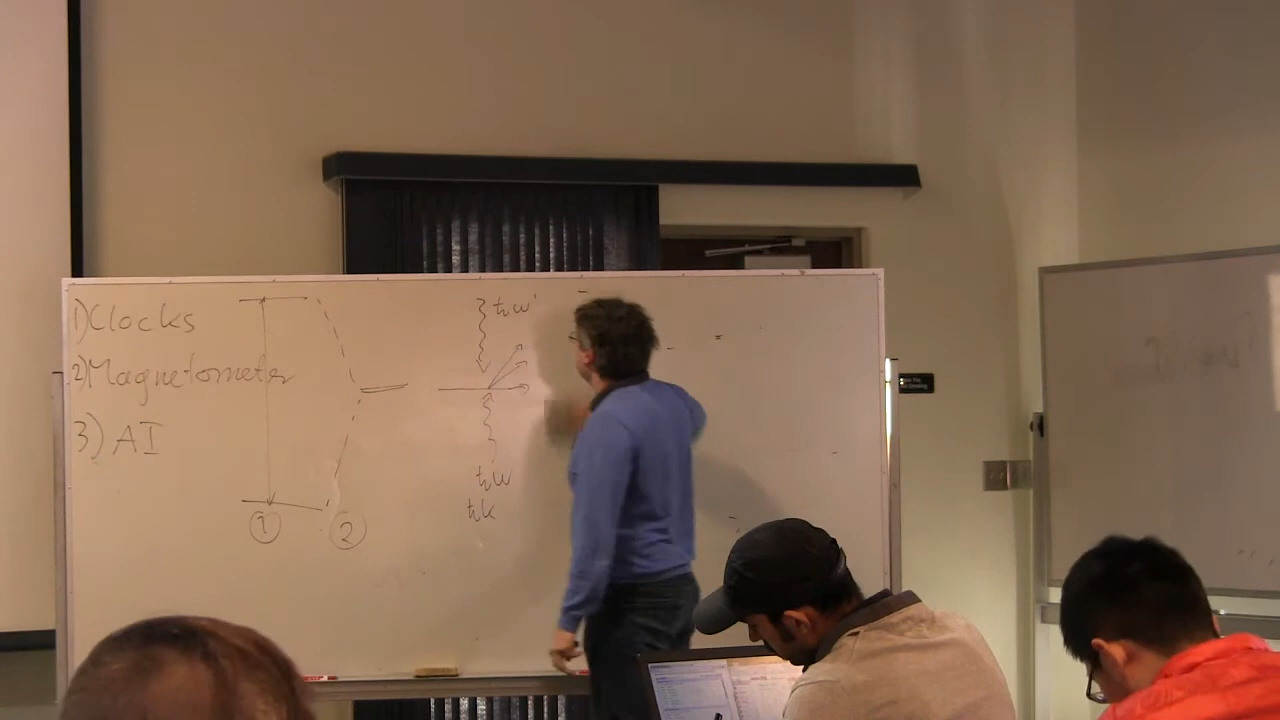 1) Clocks
2) Magnetometer
3) AI
ħω'
ħω
ħk
1
2